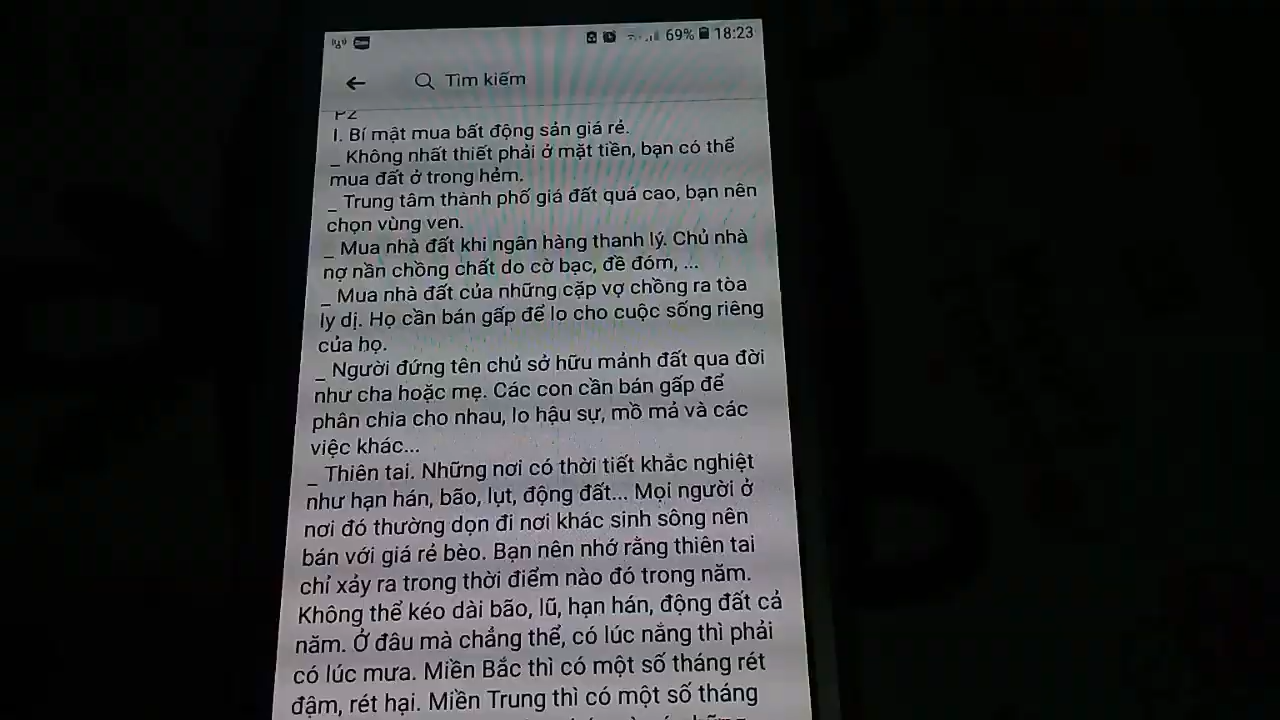 69% 18:23
Tìm kiếm
P2
I. Bí mật mua bất động sản giá rẻ.
_ Không nhất thiết phải ở mặt tiền, bạn có thể
mua đất ở trong hẻm.
_ Trung tâm thành phố giá đất quá cao, bạn nên
chọn vùng ven.
_ Mua nhà đất khi ngân hàng thanh lý. Chủ nhà
nợ nần chồng chất do cờ bạc, đề đóm, ...
_ Mua nhà đất của những cặp vợ chồng ra tòa
ly dị. Họ cần bán gấp để lo cho cuộc sống riêng
của họ.
_ Người đứng tên chủ sở hữu mảnh đất qua đời
như cha hoặc mẹ. Các con cần bán gấp để
phân chia cho nhau, lo hậu sự, mồ mả và các
việc khác...
_ Thiên tai. Những nơi có thời tiết khắc nghiệt
như hạn hán, bão, lụt, động đất... Mọi người ở
nơi đó thường dọn đi nơi khác sinh sông nên
bán với giá rẻ bèo. Bạn nên nhớ rằng thiên tai
chỉ xảy ra trong thời điểm nào đó trong năm.
Không thể kéo dài bão, lũ, hạn hán, động đất cả
năm. Ở đâu mà chẳng thế, có lúc nắng thì phải
có lúc mưa. Miền Bắc thì có một số tháng rét
đậm, rét hại. Miền Trung thì có một số tháng